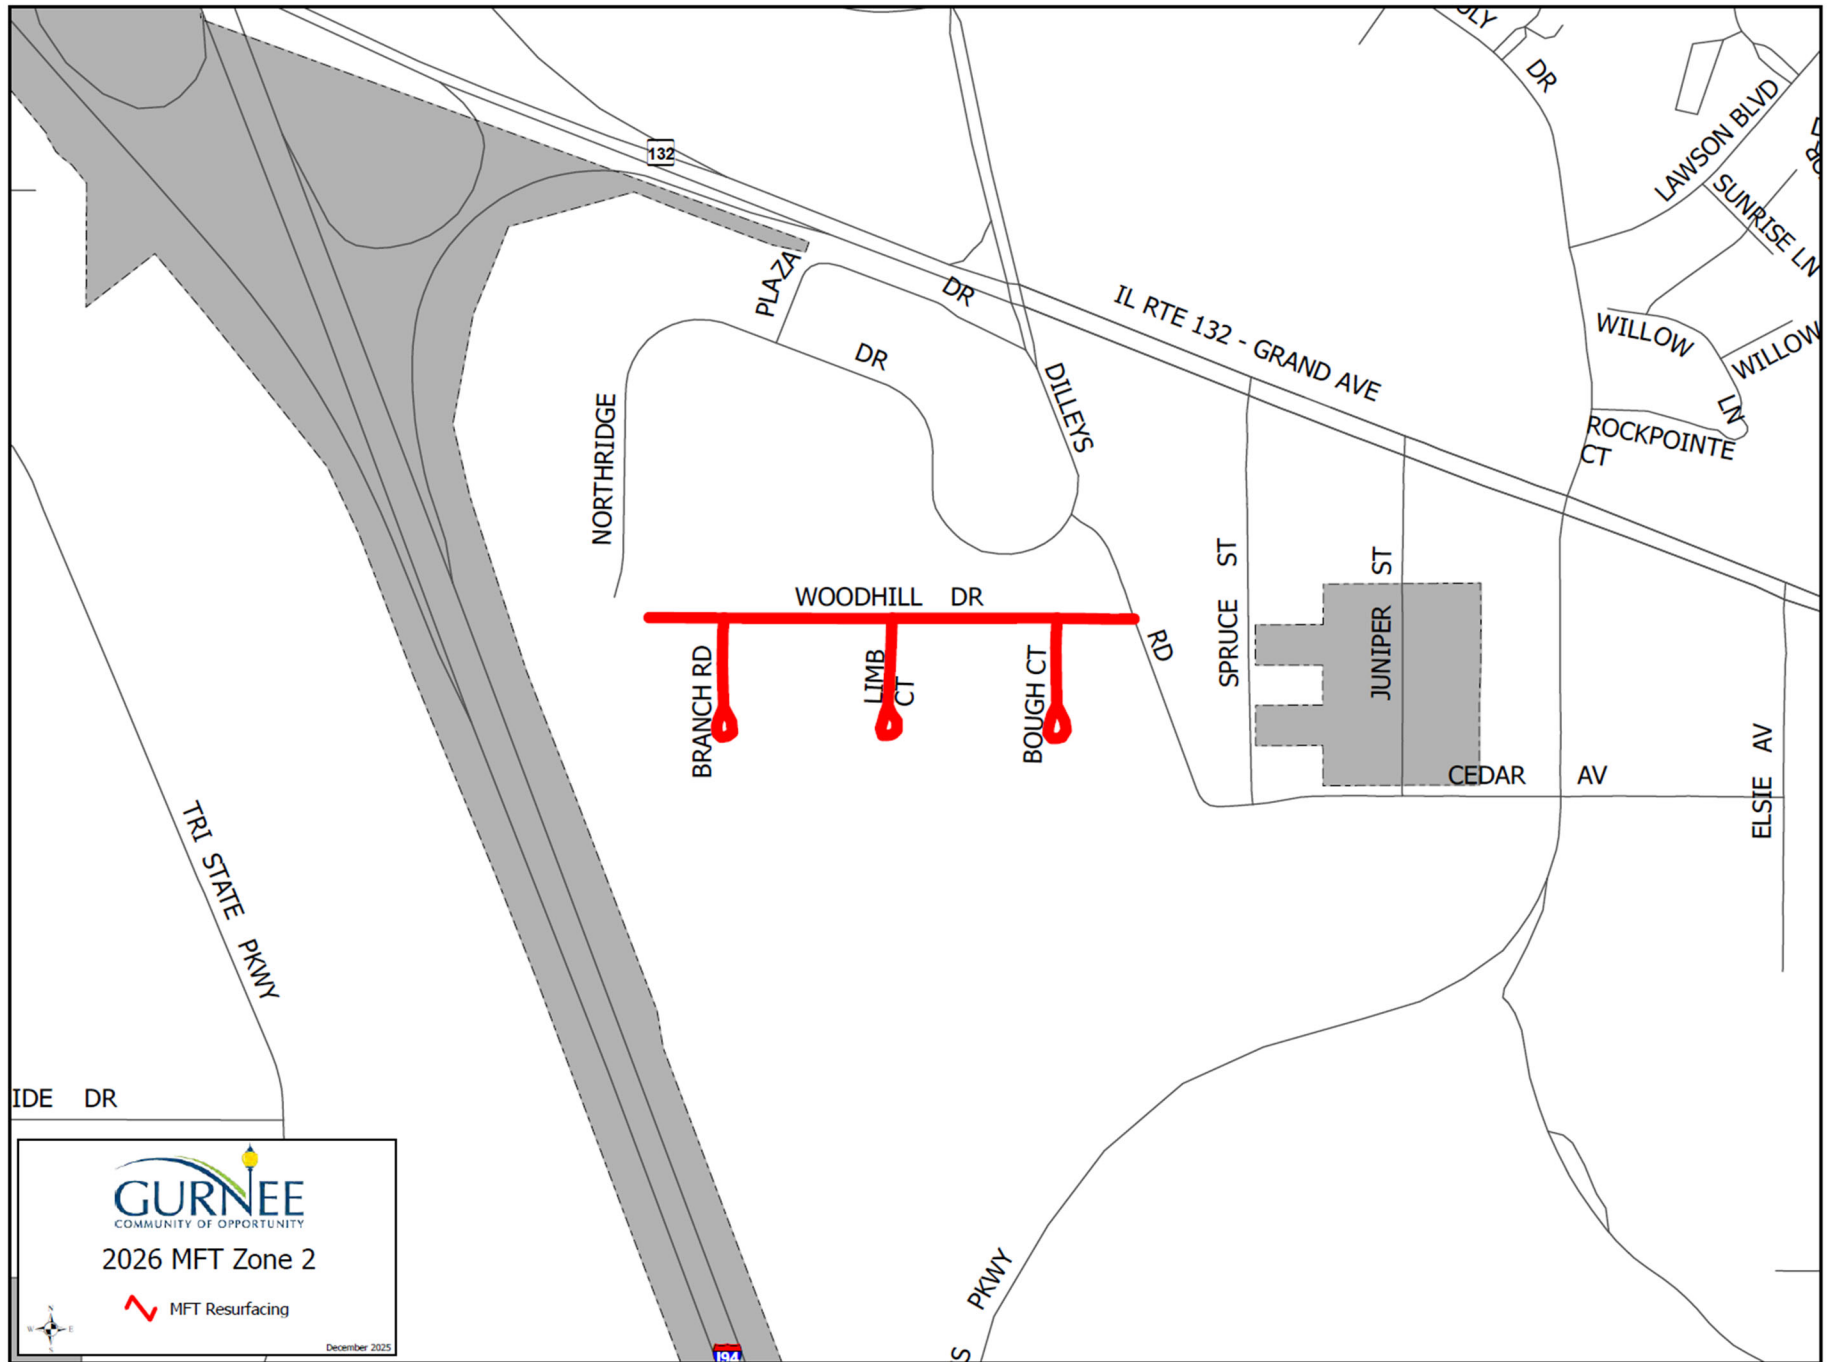 DR
LAWSON BLVD
SUNRISE LN
132
PLAZA
DR
IL RTE 132 - GRAND AVE
WILLOW
WILLOW
LN
DR
DILLEYS
ROCKPOINTE
CT
NORTHRIDGE
SPRUCE ST
JUNIPER ST
WOODHILL DR
RD
BRANCH RD
LIMB
CT
BOUGH CT
CEDAR AV
ELSIE AV
TRI STATE PKWY
IDE DR
PKWY
S
GURNEE
COMMUNITY OF OPPORTUNITY
2026 MFT Zone 2
MFT Resurfacing
N
W E
S
December 2025
194